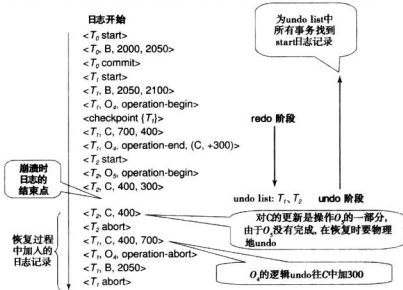 日志开始
<T₀ start>
<T₀, B, 2000, 2050>
<T₀ commit>
<T₁ start>
<T₁, B, 2050, 2100>
<T₁, O₄, operation-begin>
<checkpoint {T₁}>
<T₁, C, 700, 400>
<T₁, O₄, operation-end, (C, +300)>
<T₂ start>
<T₂, O₅, operation-begin>
<T₂, C, 400, 300>
<T₂, C, 400>
<T₂ abort>
<T₁, C, 400, 700>
<T₁, O₄, operation-abort>
<T₁, B, 2050>
<T₁ abort>
崩溃时
日志的
结束点
恢复过程
中加入的
日志记录
为undo list中
所有事务找到
start日志记录
redo 阶段
undo list: T₁, T₂
undo 阶段
对C的更新是操作O₅的一部分,
由于O₅没有完成,在恢复时要物理
地undo
O₄的逻辑undo往C中加300